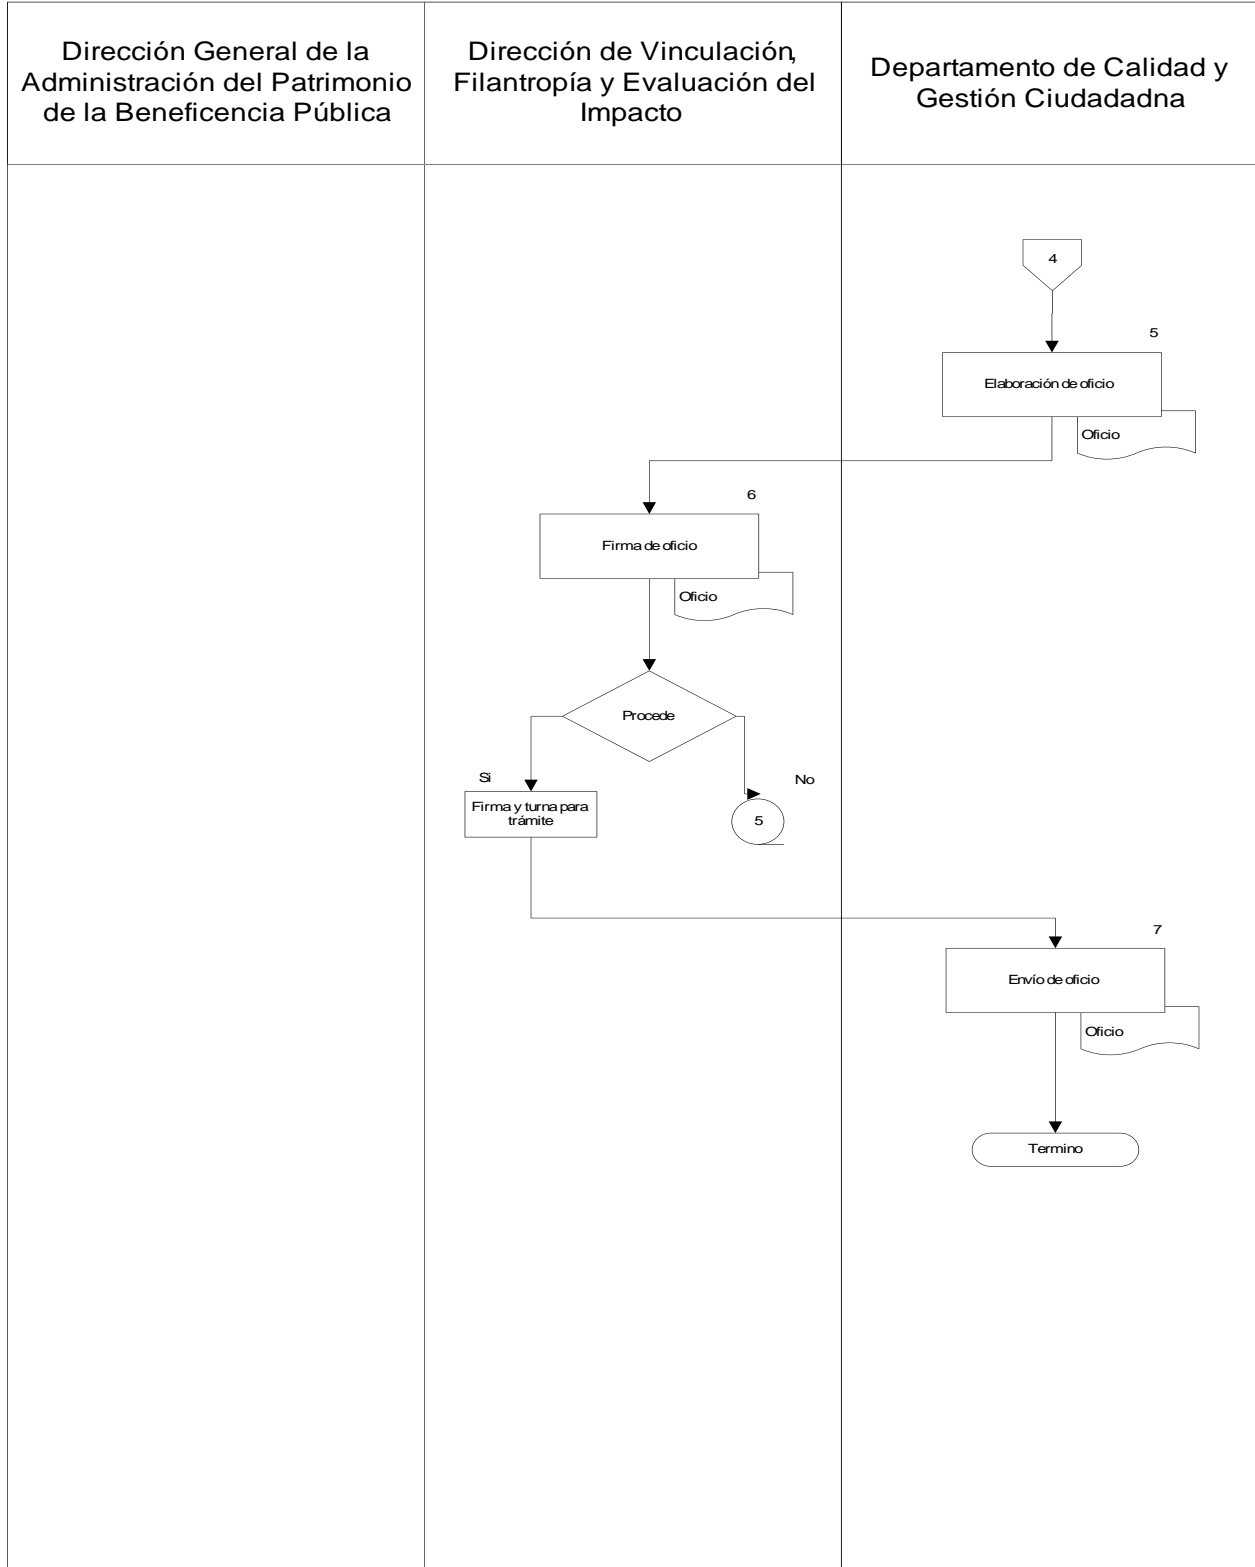 Dirección General de la
Administración del Patrimonio
de la Beneficencia Pública
Dirección de Vinculación,
Filantropía y Evaluación del
Impacto
Departamento de Calidad y
Gestión Ciudadadna
4
5
Elaboración de oficio
Oficio
6
Firma de oficio
Oficio
Procede
Si
No
Firma y turna para
trámite
5
7
Envío de oficio
Oficio
Termino